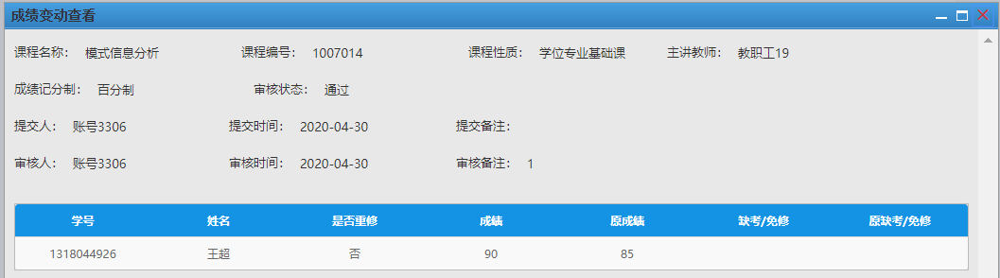 成绩变动查看
课程名称： 模式信息分析 课程编号： 1007014 课程性质： 学位专业基础课 主讲教师： 教职工19
成绩记分制： 百分制 审核状态： 通过
提交人： 账号3306 提交时间： 2020-04-30 提交备注：
审核人： 账号3306 审核时间： 2020-04-30 审核备注： 1
学号 姓名 是否重修 成绩 原成绩 缺考/免修 原缺考/免修
1318044926 王超 否 90 85